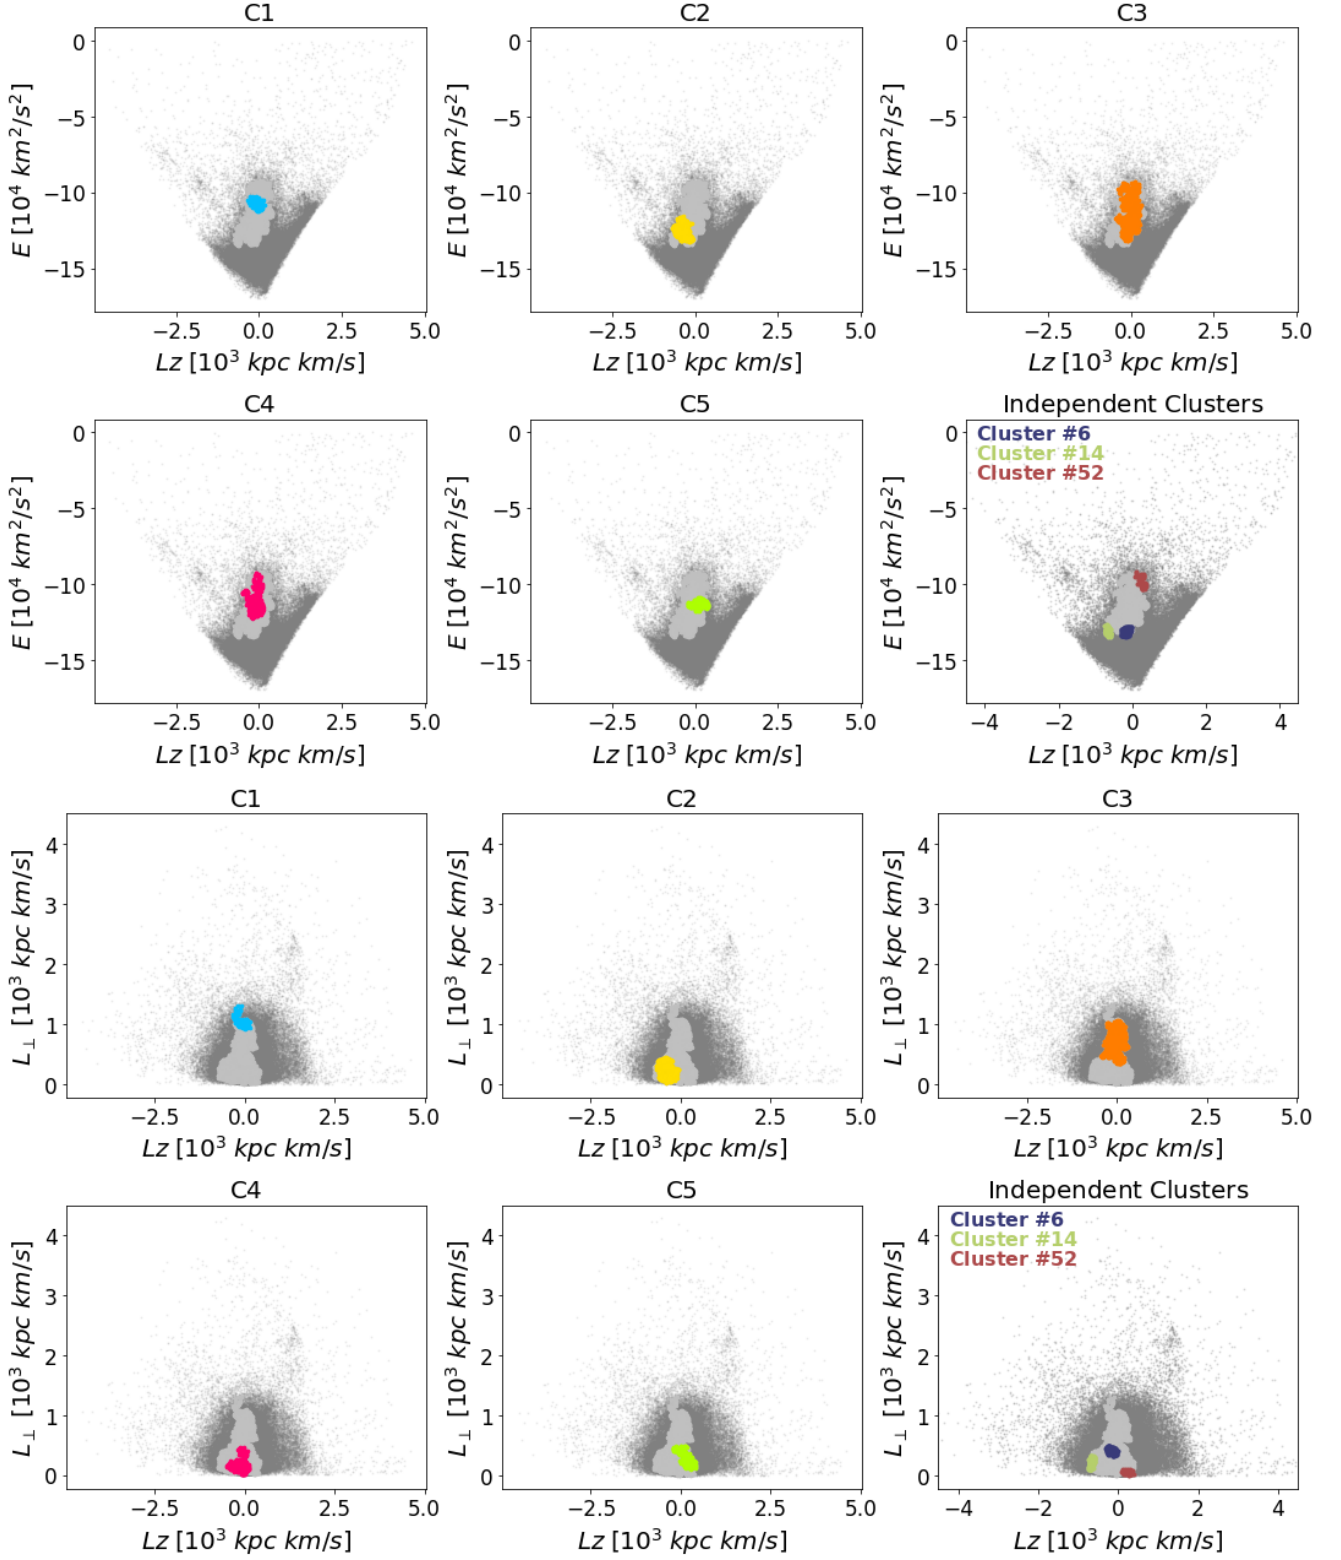 C1
C2
C3
0
−5
−10
−15
E [10⁴ km²/s²]
−2.5
0.0
2.5
5.0
Lz [10³ kpc km/s]
0
−5
−10
−15
E [10⁴ km²/s²]
−2.5
0.0
2.5
5.0
Lz [10³ kpc km/s]
0
−5
−10
−15
E [10⁴ km²/s²]
−2.5
0.0
2.5
5.0
Lz [10³ kpc km/s]
C4
C5
Independent Clusters
0
−5
−10
−15
E [10⁴ km²/s²]
−2.5
0.0
2.5
5.0
Lz [10³ kpc km/s]
0
−5
−10
−15
E [10⁴ km²/s²]
−2.5
0.0
2.5
5.0
Lz [10³ kpc km/s]
Cluster #6
Cluster #14
Cluster #52
0
−5
−10
−15
E [10⁴ km²/s²]
−4
−2
0
2
4
Lz [10³ kpc km/s]
C1
C2
C3
4
3
2
1
0
L⊥ [10³ kpc km/s]
−2.5
0.0
2.5
5.0
Lz [10³ kpc km/s]
4
3
2
1
0
L⊥ [10³ kpc km/s]
−2.5
0.0
2.5
5.0
Lz [10³ kpc km/s]
4
3
2
1
0
L⊥ [10³ kpc km/s]
−2.5
0.0
2.5
5.0
Lz [10³ kpc km/s]
C4
C5
Independent Clusters
4
3
2
1
0
L⊥ [10³ kpc km/s]
−2.5
0.0
2.5
5.0
Lz [10³ kpc km/s]
4
3
2
1
0
L⊥ [10³ kpc km/s]
−2.5
0.0
2.5
5.0
Lz [10³ kpc km/s]
Cluster #6
Cluster #14
Cluster #52
4
3
2
1
0
L⊥ [10³ kpc km/s]
−4
−2
0
2
4
Lz [10³ kpc km/s]